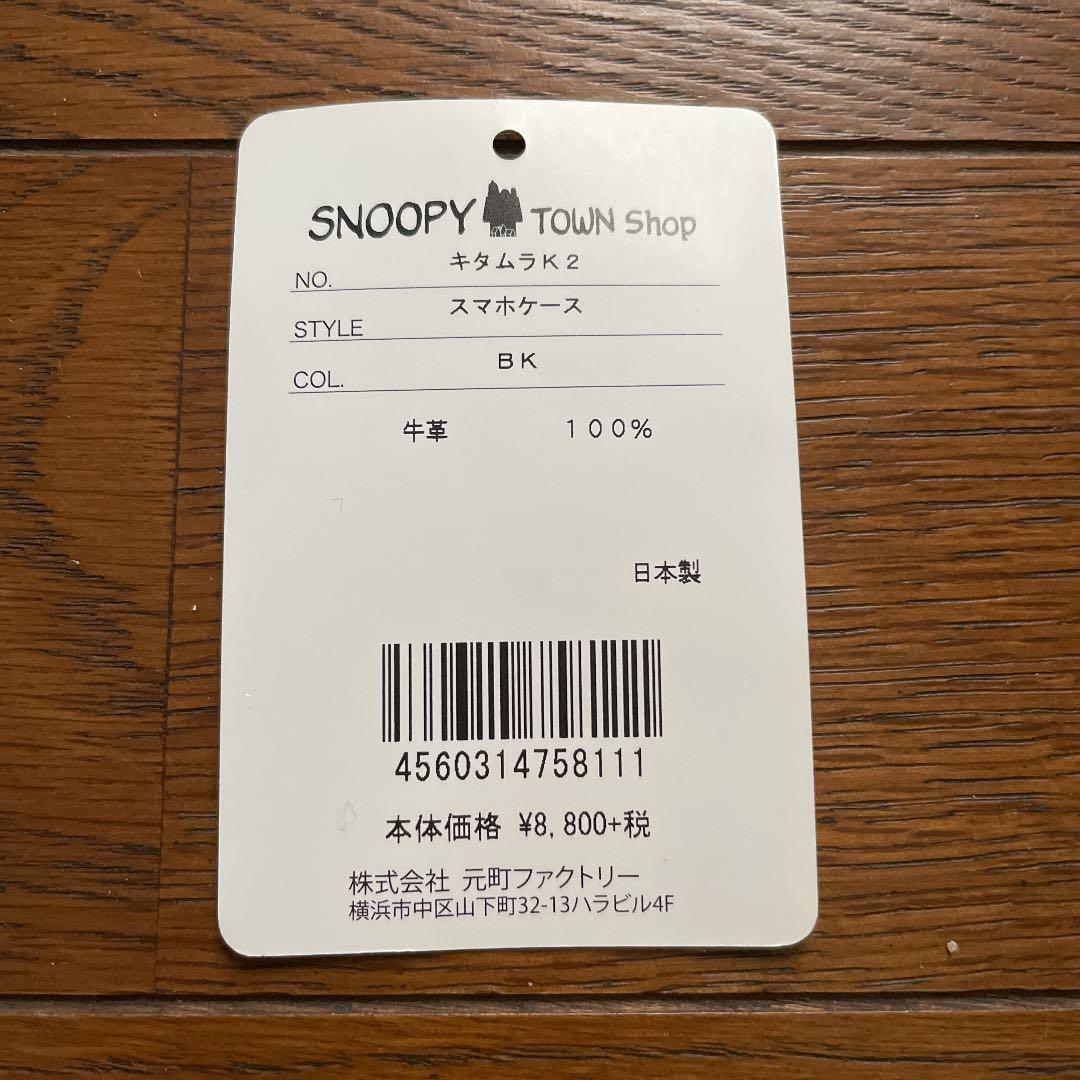 SNOOPY TOWN Shop
NO. キタムラK2
STYLE スマホケース
COL. BK
牛革 100%
日本製
4560314758111
本体価格 ¥8,800+税
株式会社 元町ファクトリー
横浜市中区山下町32-13ハラビル4F